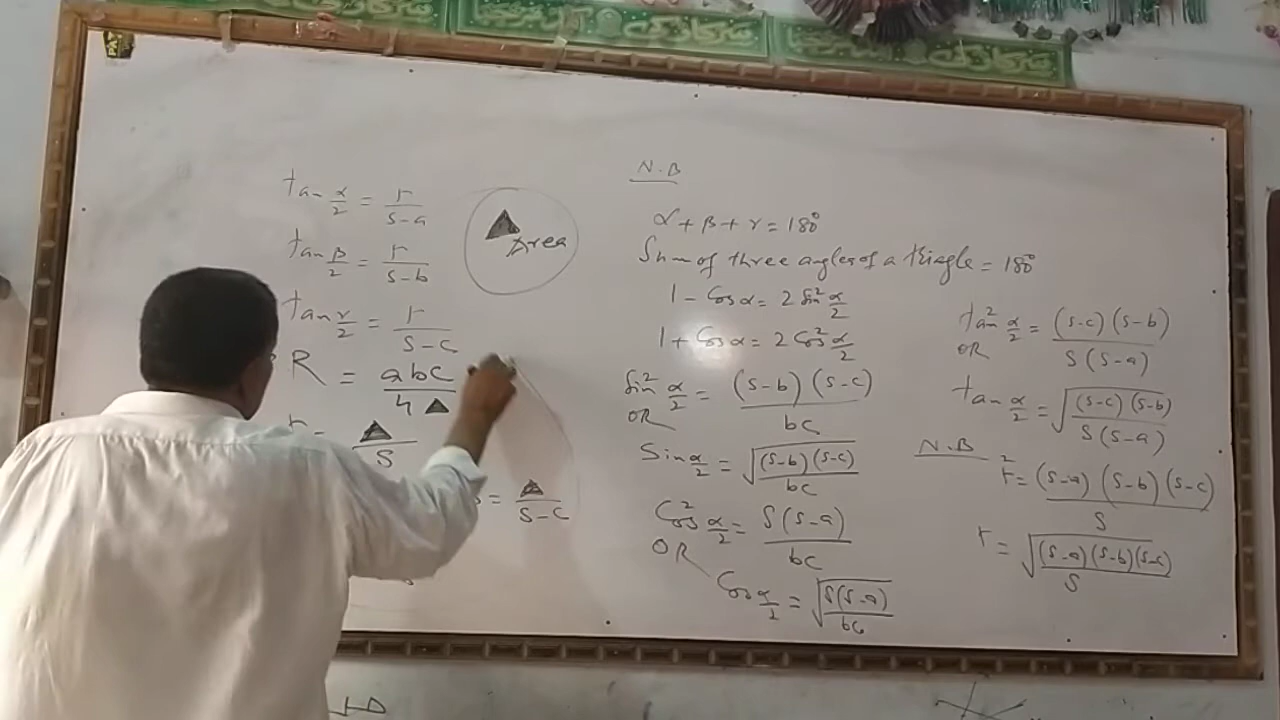 tan α/2 = r/(s-a)
tan β/2 = r/(s-b)
tan γ/2 = r/(s-c)
R = abc/4▲
r = ▲/s
= ▲/(s-c)
▲ Area
N.B
α + β + γ = 180°
Sum of three angles of a triagle = 180°
1 - Cos α = 2 Sin² α/2
1 + Cos α = 2 Cos² α/2
Sin² α/2 = (s-b)(s-c)/bc
OR
Sin α/2 = √((s-b)(s-c)/bc)
Cos² α/2 = s(s-a)/bc
OR
Cos α/2 = √(s(s-a)/bc)
tan² α/2 = (s-c)(s-b)/s(s-a)
OR
tan α/2 = √((s-c)(s-b)/s(s-a))
N.B
r² = (s-a)(s-b)(s-c)/s
r = √((s-a)(s-b)(s-c)/s)